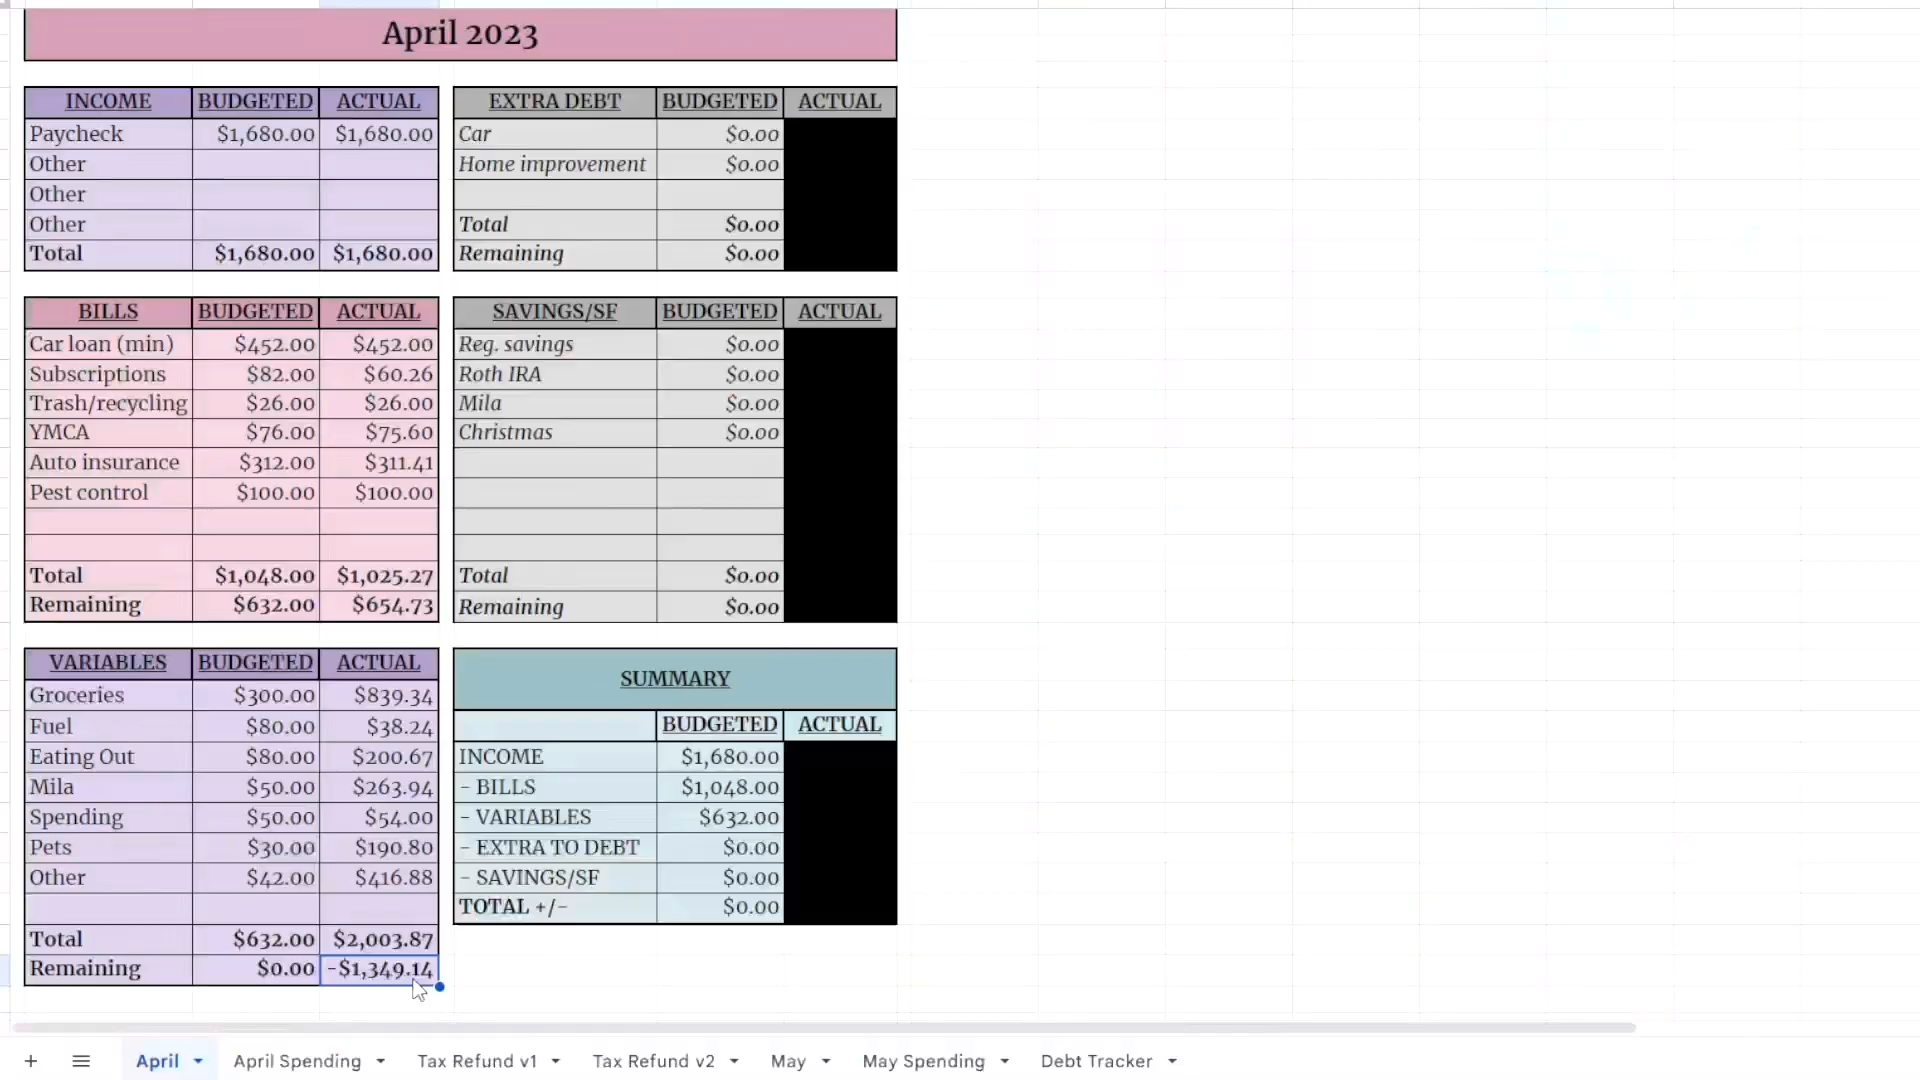 April 2023
INCOME BUDGETED ACTUAL
Paycheck $1,680.00 $1,680.00
Other
Other
Other
Total $1,680.00 $1,680.00
EXTRA DEBT BUDGETED ACTUAL
Car $0.00
Home improvement $0.00
Total $0.00
Remaining $0.00
BILLS BUDGETED ACTUAL
Car loan (min) $452.00 $452.00
Subscriptions $82.00 $60.26
Trash/recycling $26.00 $26.00
YMCA $76.00 $75.60
Auto insurance $312.00 $311.41
Pest control $100.00 $100.00
Total $1,048.00 $1,025.27
Remaining $632.00 $654.73
SAVINGS/SF BUDGETED ACTUAL
Reg. savings $0.00
Roth IRA $0.00
Mila $0.00
Christmas $0.00
Total $0.00
Remaining $0.00
VARIABLES BUDGETED ACTUAL
Groceries $300.00 $839.34
Fuel $80.00 $38.24
Eating Out $80.00 $200.67
Mila $50.00 $263.94
Spending $50.00 $54.00
Pets $30.00 $190.80
Other $42.00 $416.88
Total $632.00 $2,003.87
Remaining $0.00 -$1,349.14
SUMMARY
BUDGETED ACTUAL
INCOME $1,680.00
- BILLS $1,048.00
- VARIABLES $632.00
- EXTRA TO DEBT $0.00
- SAVINGS/SF $0.00
TOTAL +/- $0.00
+ April April Spending Tax Refund v1 Tax Refund v2 May May Spending Debt Tracker